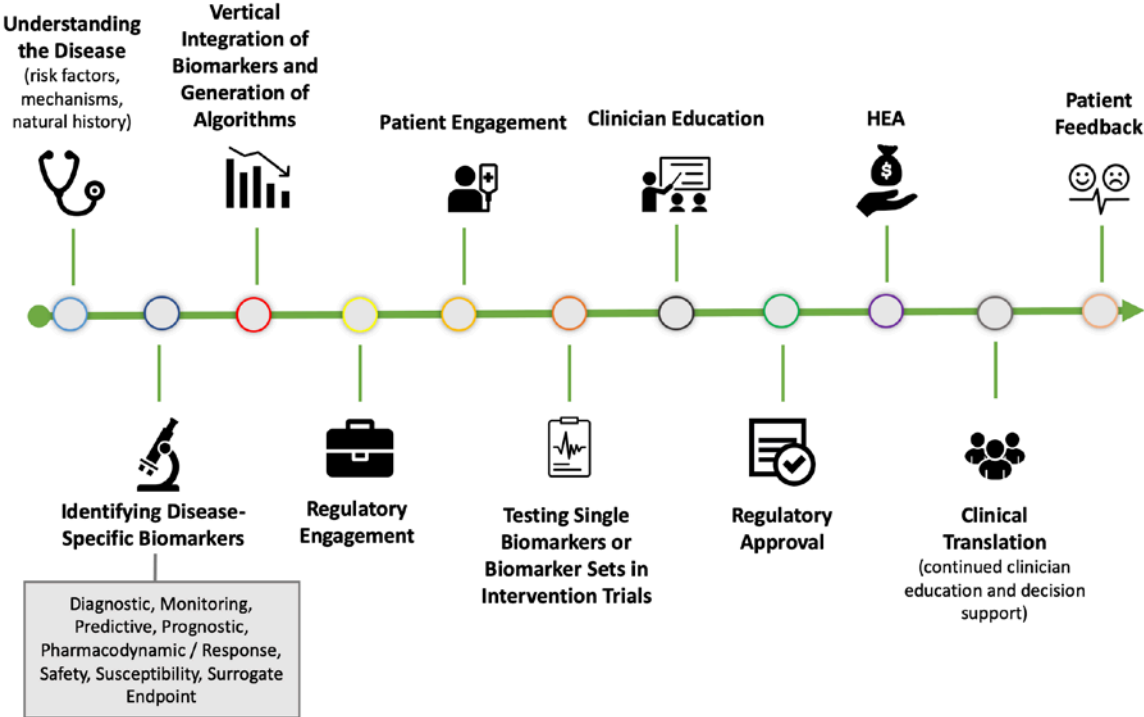 Understanding
the Disease
(risk factors,
mechanisms,
natural history)
Vertical
Integration of
Biomarkers and
Generation of
Algorithms
Patient Engagement
Clinician Education
HEA
$
Patient
Feedback
Identifying Disease-
Specific Biomarkers
Diagnostic, Monitoring,
Predictive, Prognostic,
Pharmacodynamic / Response,
Safety, Susceptibility, Surrogate
Endpoint
Regulatory
Engagement
Testing Single
Biomarkers or
Biomarker Sets in
Intervention Trials
Regulatory
Approval
Clinical
Translation
(continued clinician
education and decision
support)